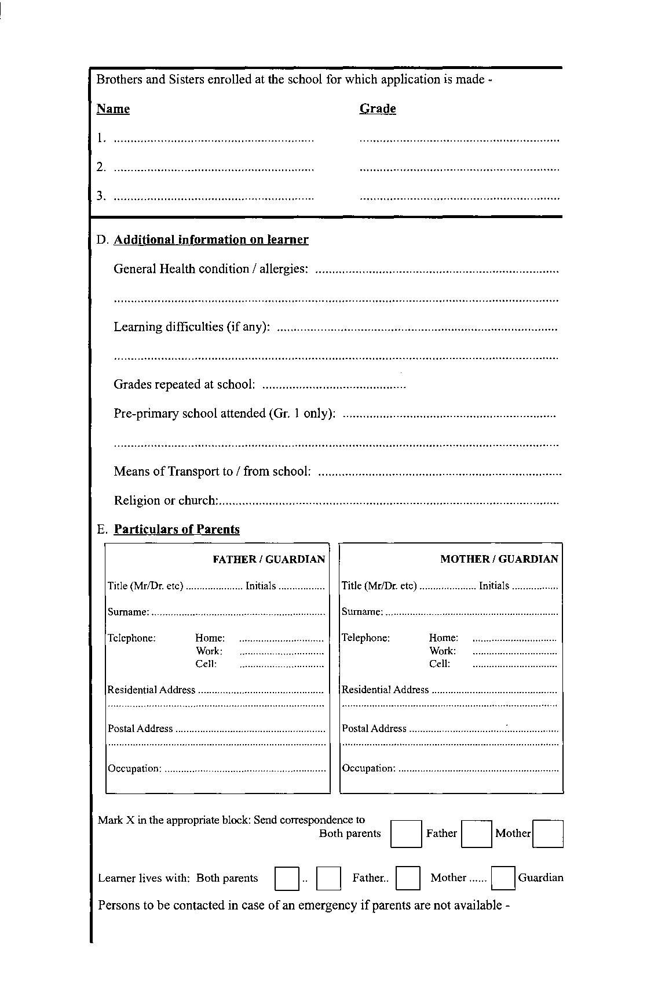 Brothers and Sisters enrolled at the school for which application is made -
Name Grade
1. ............................................................ ............................................................
2. ............................................................ ............................................................
3. ............................................................ ............................................................
D. Additional information on learner
General Health condition / allergies: .........................................................................
.....................................................................................................................................
Learning difficulties (if any): ....................................................................................
.....................................................................................................................................
Grades repeated at school: ...........................................
Pre-primary school attended (Gr. 1 only): ................................................................
.....................................................................................................................................
Means of Transport to / from school: .........................................................................
Religion or church:......................................................................................................
E. Particulars of Parents
FATHER / GUARDIAN MOTHER / GUARDIAN
Title (Mr/Dr. etc) ..................... Initials ................. Title (Mr/Dr. etc) ..................... Initials .................
Surname: ................................................................ Surname: ................................................................
Telephone: Home: ............................... Telephone: Home: ...............................
Work: ............................... Work: ...............................
Cell: ............................... Cell: ...............................
Residential Address .............................................. Residential Address ..............................................
................................................................................ ................................................................................
Postal Address ....................................................... Postal Address .......................................................
................................................................................ ................................................................................
Occupation: ........................................................... Occupation: ...........................................................
Mark X in the appropriate block: Send correspondence to
Both parents Father Mother
Learner lives with: Both parents .. Father.. Mother ...... Guardian
Persons to be contacted in case of an emergency if parents are not available -